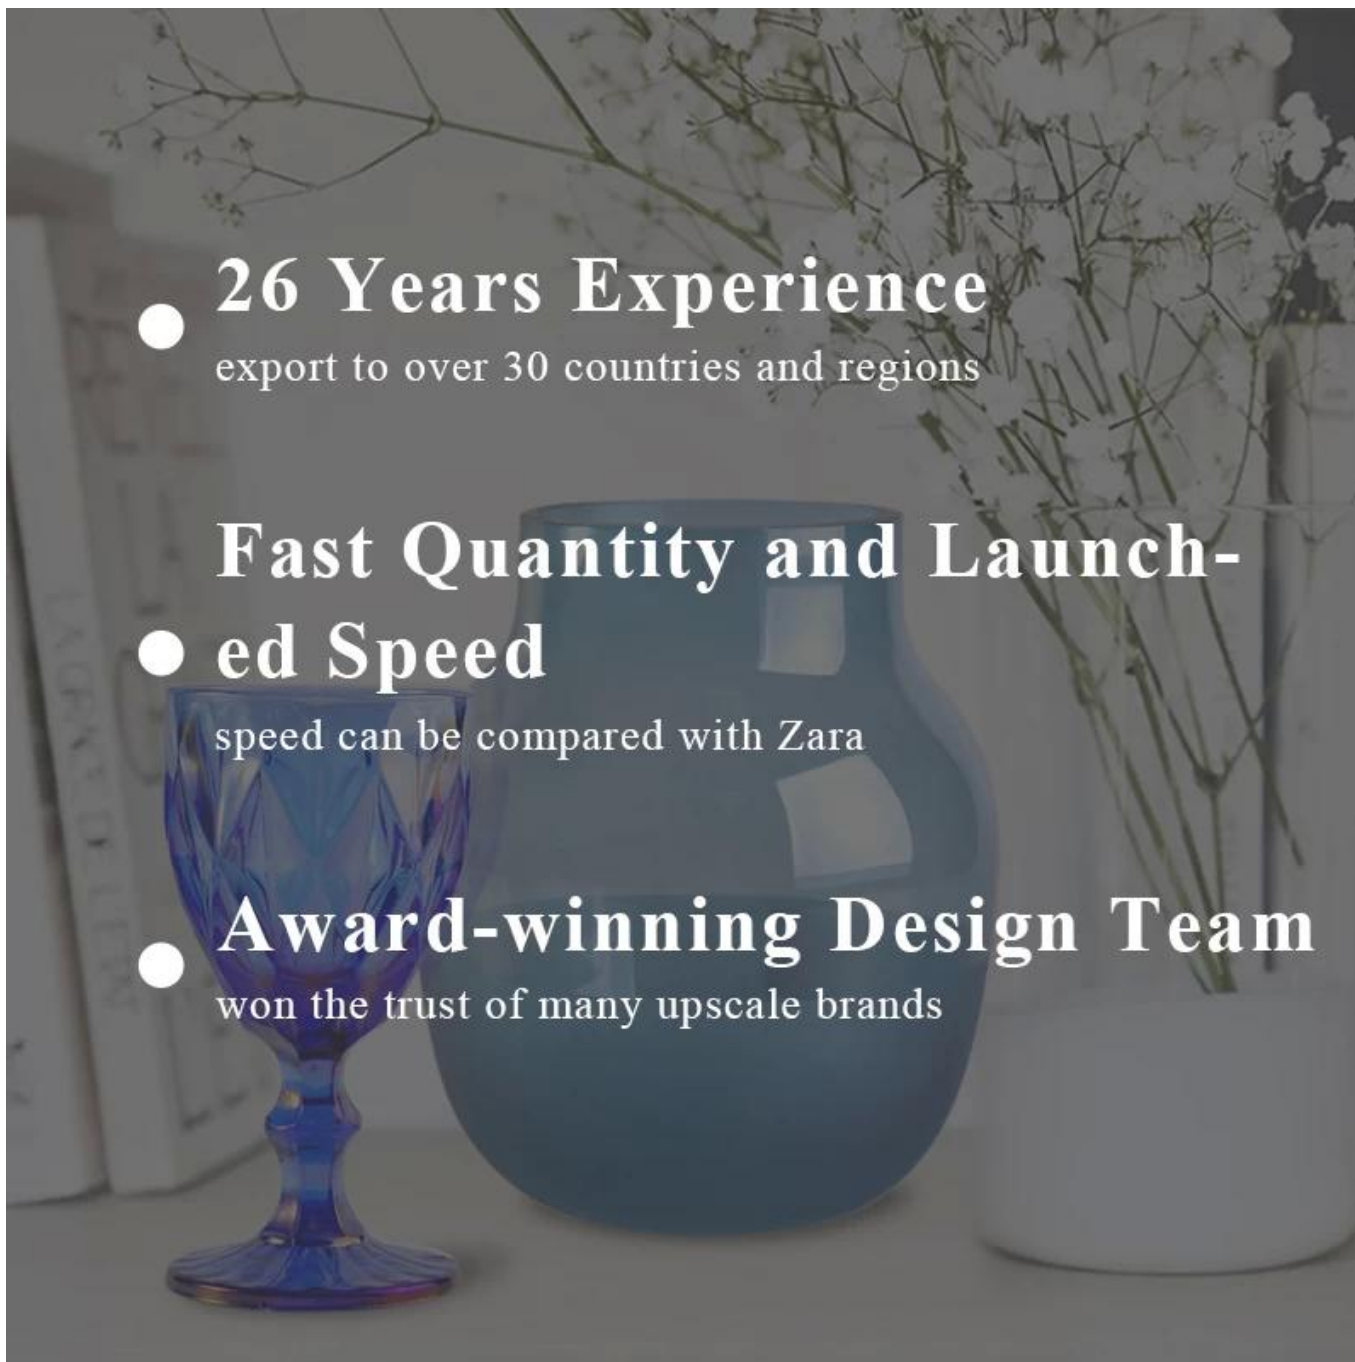 26 Years Experience
export to over 30 countries and regions
Fast Quantity and Launch-
ed Speed
speed can be compared with Zara
Award-winning Design Team
won the trust of many upscale brands